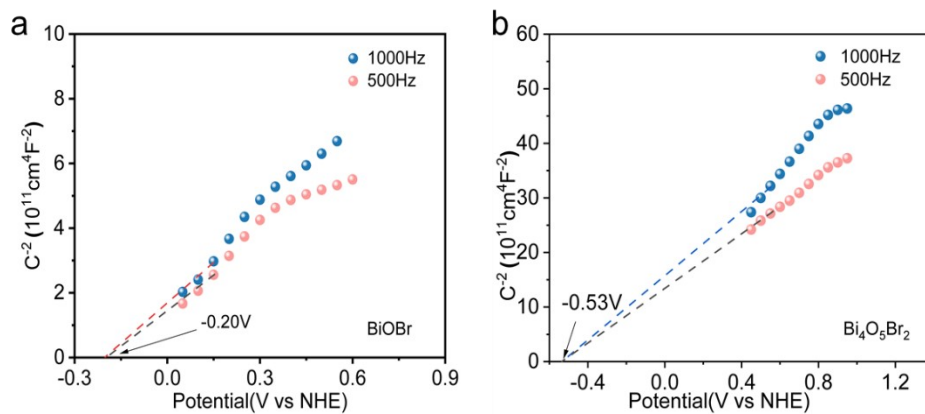 a
1000Hz
500Hz
C⁻² (10¹¹cm⁴F⁻²)
10
8
6
4
2
0
-0.20V
BiOBr
-0.3 0.0 0.3 0.6 0.9
Potential(V vs NHE)
b
1000Hz
500Hz
C⁻² (10¹¹cm⁴F⁻²)
60
50
40
30
20
10
0
-0.53V
Bi₄O₅Br₂
-0.4 0.0 0.4 0.8 1.2
Potential(V vs NHE)